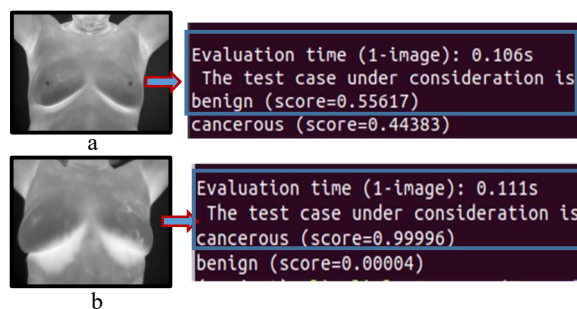 Evaluation time (1-image): 0.106s
The test case under consideration is
benign (score=0.55617)
cancerous (score=0.44383)
a
Evaluation time (1-image): 0.111s
The test case under consideration is
cancerous (score=0.99996)
benign (score=0.00004)
b